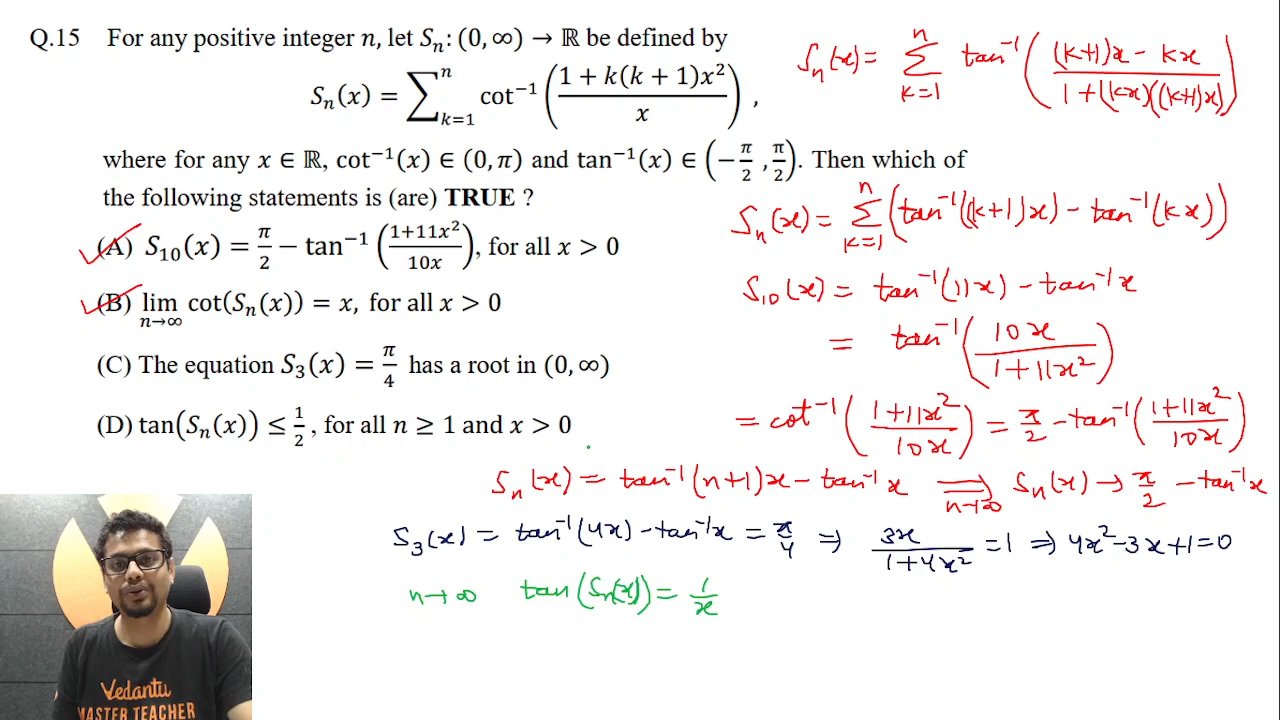 Q.15 For any positive integer n, let Sₙ: (0, ∞) → ℝ be defined by
Sₙ(x) = ∑ⁿₖ₌₁ cot⁻¹ ((1 + k(k + 1)x²)/x) ,
where for any x ∈ ℝ, cot⁻¹(x) ∈ (0, π) and tan⁻¹(x) ∈ (−π/2 , π/2). Then which of
the following statements is (are) TRUE ?
(A) S₁₀(x) = π/2 − tan⁻¹ ((1+11x²)/10x), for all x > 0
(B) lim n→∞ cot(Sₙ(x)) = x, for all x > 0
(C) The equation S₃(x) = π/4 has a root in (0, ∞)
(D) tan(Sₙ(x)) ≤ 1/2 , for all n ≥ 1 and x > 0
Sₙ(x) = ∑ⁿₖ₌₁ tan⁻¹ (((k+1)x − kx)/(1+(kx)((k+1)x)))
Sₙ(x) = ∑ⁿₖ₌₁ (tan⁻¹((k+1)x) − tan⁻¹(kx))
S₁₀(x) = tan⁻¹(11x) − tan⁻¹x
= tan⁻¹ (10x/(1+11x²))
= cot⁻¹ ((1+11x²)/10x) = π/2 − tan⁻¹ ((1+11x²)/10x)
Sₙ(x) = tan⁻¹(n+1)x − tan⁻¹x ⟹ n→∞ Sₙ(x) → π/2 − tan⁻¹x
S₃(x) = tan⁻¹(4x) − tan⁻¹x = π/4 ⇒ 3x/(1+4x²) = 1 ⇒ 4x² − 3x + 1 = 0
n→∞ tan(Sₙ(x)) = 1/x
Vedantu
MASTER TEACHER